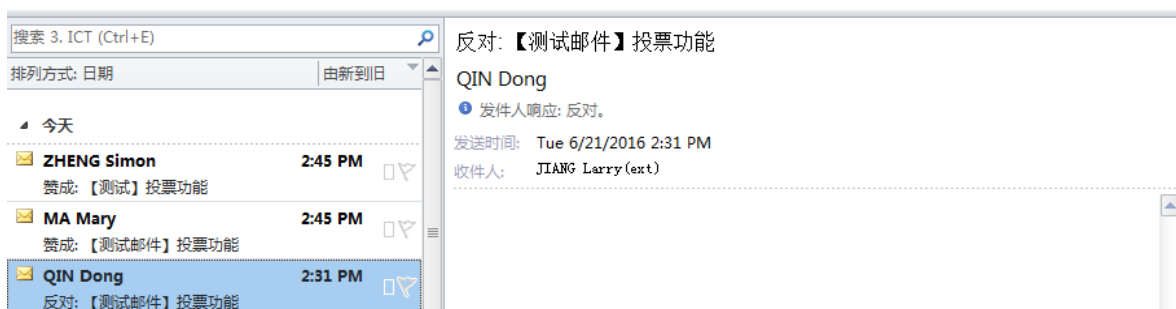 搜索 3. ICT (Ctrl+E)
排列方式: 日期 由新到旧
今天
ZHENG Simon 2:45 PM
赞成: 【测试】投票功能
MA Mary 2:45 PM
赞成: 【测试邮件】投票功能
QIN Dong 2:31 PM
反对: 【测试邮件】投票功能
反对: 【测试邮件】投票功能
QIN Dong
发件人响应: 反对。
发送时间: Tue 6/21/2016 2:31 PM
收件人: JIANG Larry(ext)